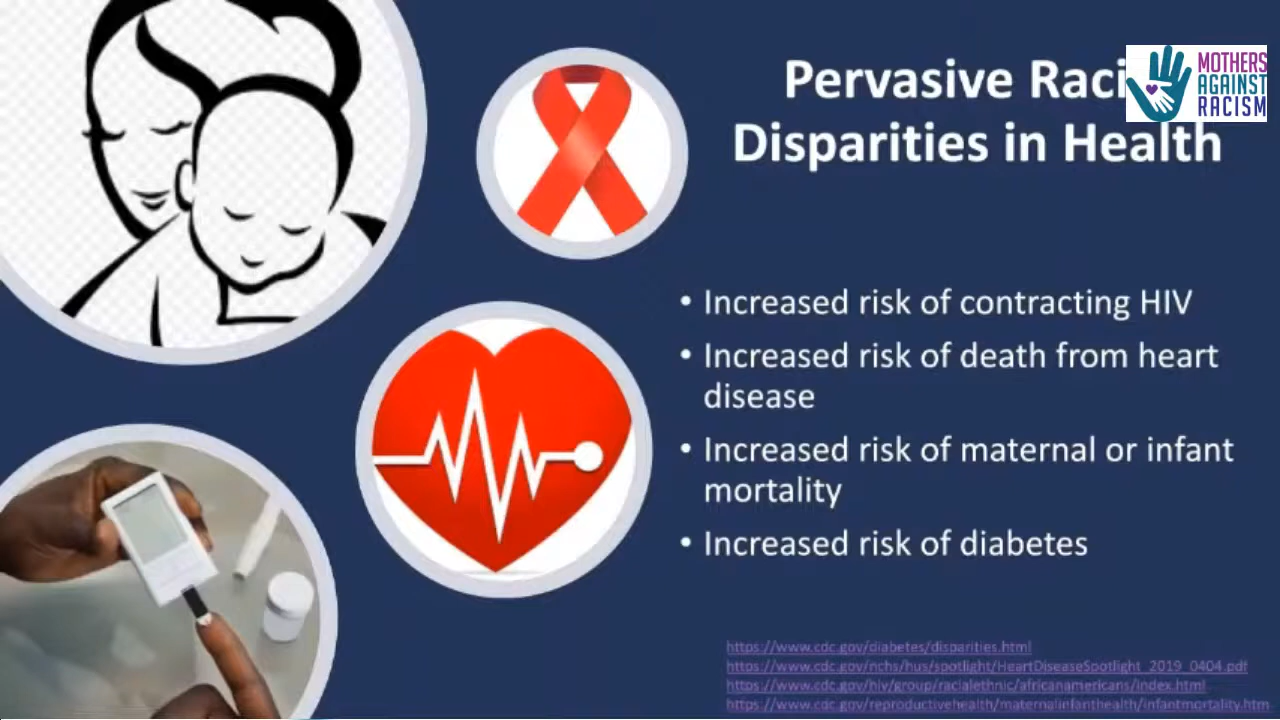 Pervasive Raci
Disparities in Health
MOTHERS
AGAINST
RACISM
• Increased risk of contracting HIV
• Increased risk of death from heart
disease
• Increased risk of maternal or infant
mortality
• Increased risk of diabetes
https://www.cdc.gov/diabetes/disparities.html
https://www.cdc.gov/nchs/hus/spotlight/HeartDiseaseSpotlight_2019_0404.pdf
https://www.cdc.gov/hiv/group/racialethnic/africanamericans/index.html
https://www.cdc.gov/reproductivehealth/maternalinfanthealth/infantmortality.htm